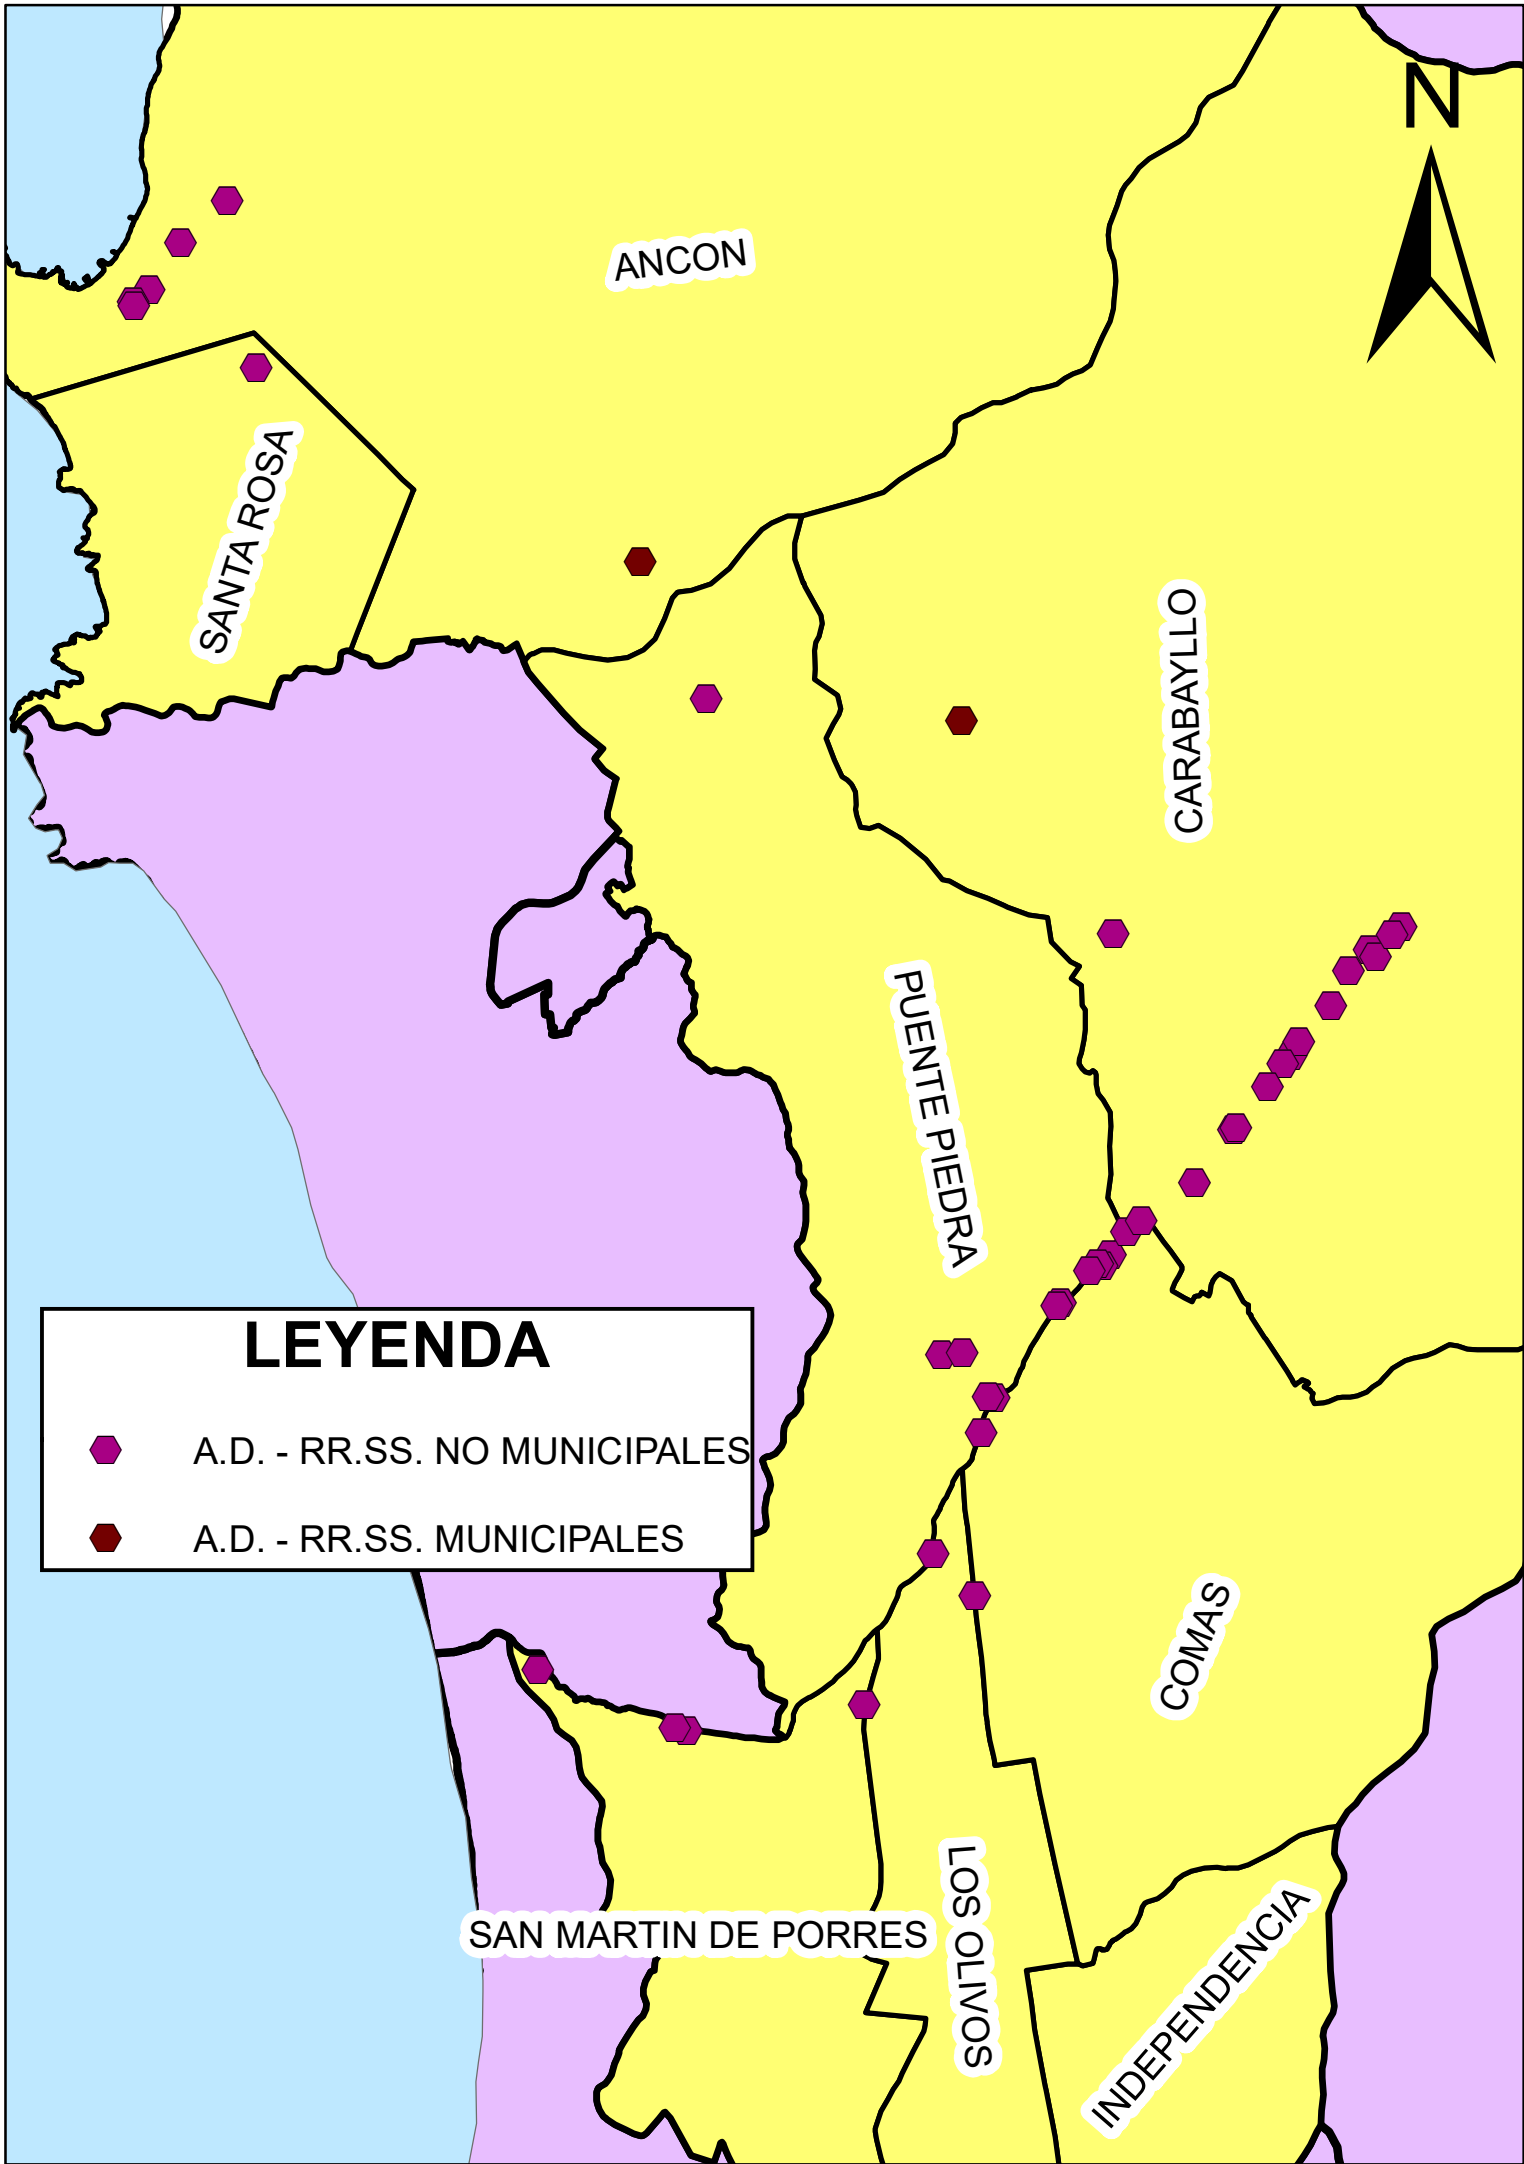 N
ANCON
SANTA ROSA
CARABAYLLO
PUENTE PIEDRA
LEYENDA
A.D. - RR.SS. NO MUNICIPALES
A.D. - RR.SS. MUNICIPALES
COMAS
SAN MARTIN DE PORRES
LOS OLIVOS
INDEPENDENCIA